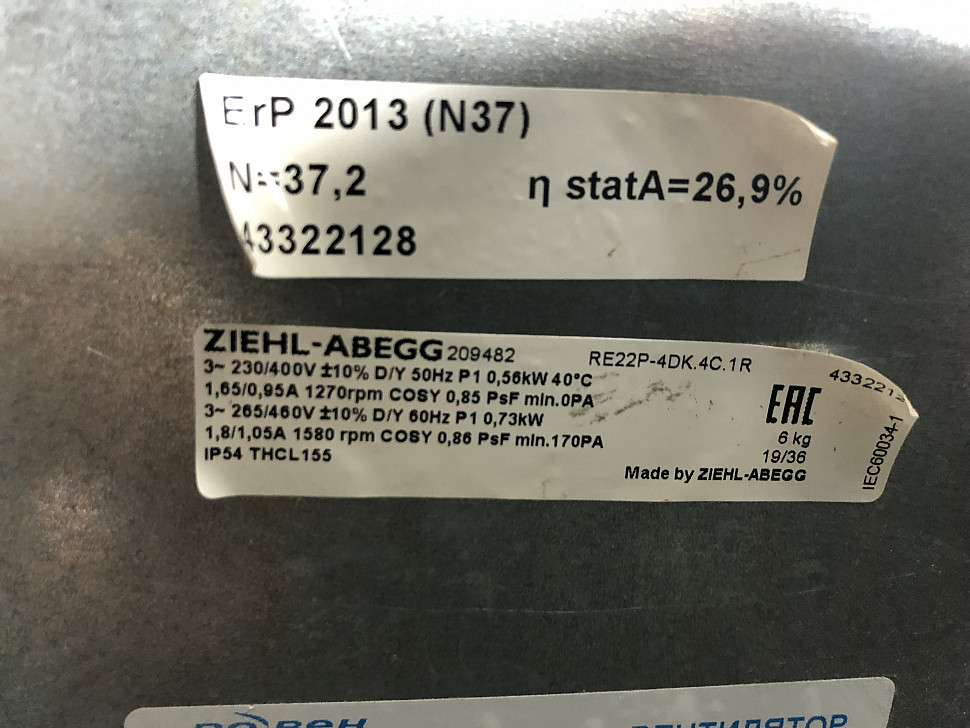 ErP 2013 (N37)
N=37,2 η statA=26,9%
43322128
ZIEHL-ABEGG 209482 RE22P-4DK.4C.1R
3~ 230/400V ±10% D/Y 50Hz P1 0,56kW 40°C
1,65/0,95A 1270rpm COSY 0,85 PsF min.0PA
3~ 265/460V ±10% D/Y 60Hz P1 0,73kW
1,8/1,05A 1580 rpm COSY 0,86 PsF min.170PA
IP54 THCL155
4332212
EAC
6 kg
19/36
Made by ZIEHL-ABEGG
IEC60034-1
ровен ВЕНТИЛЯТОР